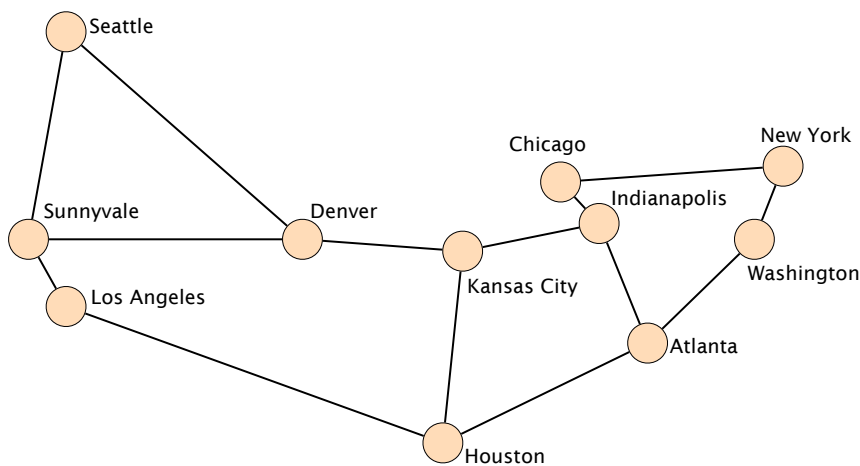 Seattle
New York
Chicago
Indianapolis
Sunnyvale
Denver
Washington
Kansas City
Los Angeles
Atlanta
Houston